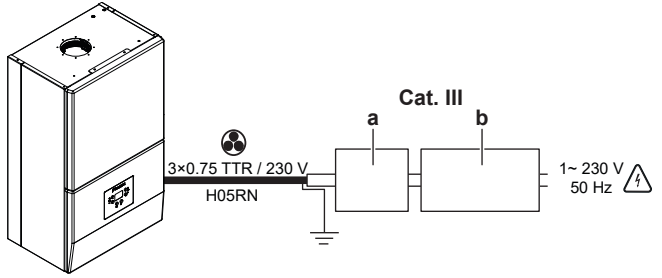 Cat. III
a
b
3×0.75 TTR / 230 V
H05RN
1~ 230 V
50 Hz